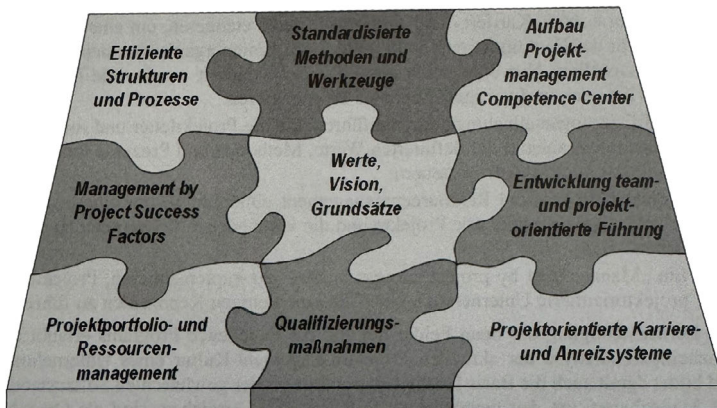 Effiziente
Strukturen
und Prozesse
Standardisierte
Methoden und
Werkzeuge
Aufbau
Projekt-
management
Competence Center
Management by
Project Success
Factors
Werte,
Vision,
Grundsätze
Entwicklung team-
und projekt-
orientierte Führung
Projektportfolio- und
Ressourcen-
management
Qualifizierungs-
maßnahmen
Projektorientierte Karriere-
und Anreizsysteme